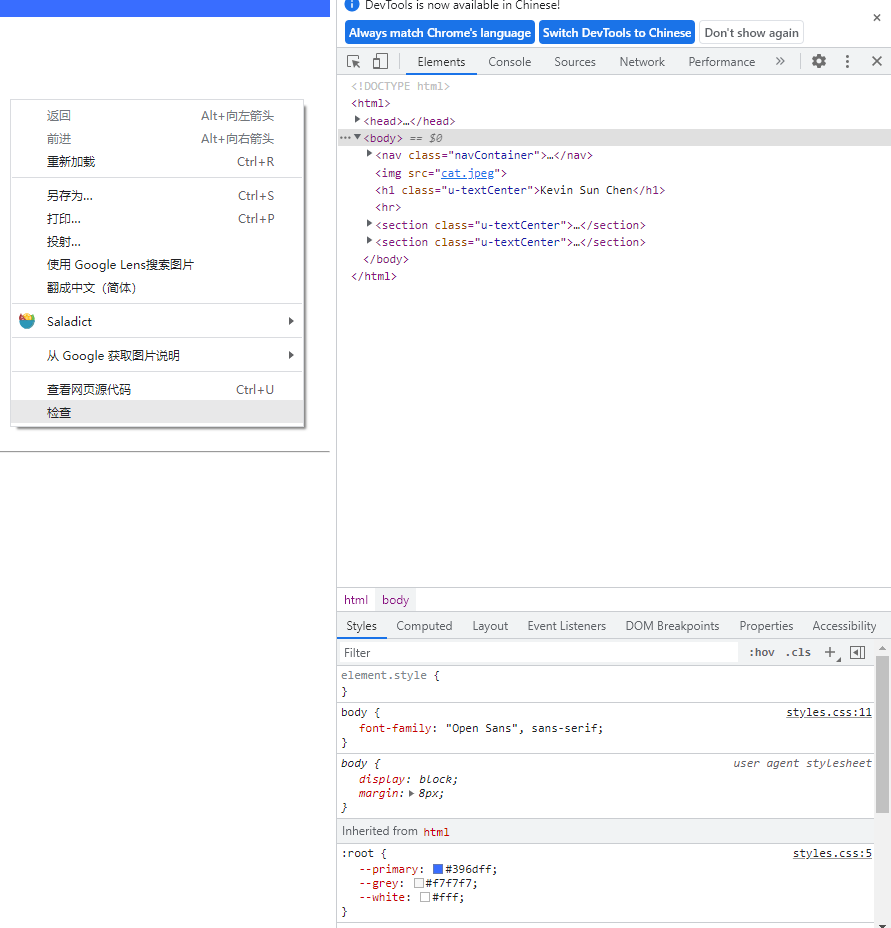 返回 Alt+向左箭头
前进 Alt+向右箭头
重新加载 Ctrl+R
另存为... Ctrl+S
打印... Ctrl+P
投射...
使用 Google Lens搜索图片
翻成中文（简体）
Saladict
从 Google 获取图片说明
查看网页源代码 Ctrl+U
检查
DevTools is now available in Chinese!
Always match Chrome's language Switch DevTools to Chinese Don't show again
Elements Console Sources Network Performance
<!DOCTYPE html>
<html>
<head>…</head>
<body> == $0
<nav class="navContainer">…</nav>
<img src="cat.jpeg">
<h1 class="u-textCenter">Kevin Sun Chen</h1>
<hr>
<section class="u-textCenter">…</section>
<section class="u-textCenter">…</section>
</body>
</html>
html body
Styles Computed Layout Event Listeners DOM Breakpoints Properties Accessibility
Filter :hov .cls
element.style {
}
body { styles.css:11
font-family: "Open Sans", sans-serif;
}
body { user agent stylesheet
display: block;
margin: 8px;
}
Inherited from html
:root { styles.css:5
--primary: #396dff;
--grey: #f7f7f7;
--white: #fff;
}